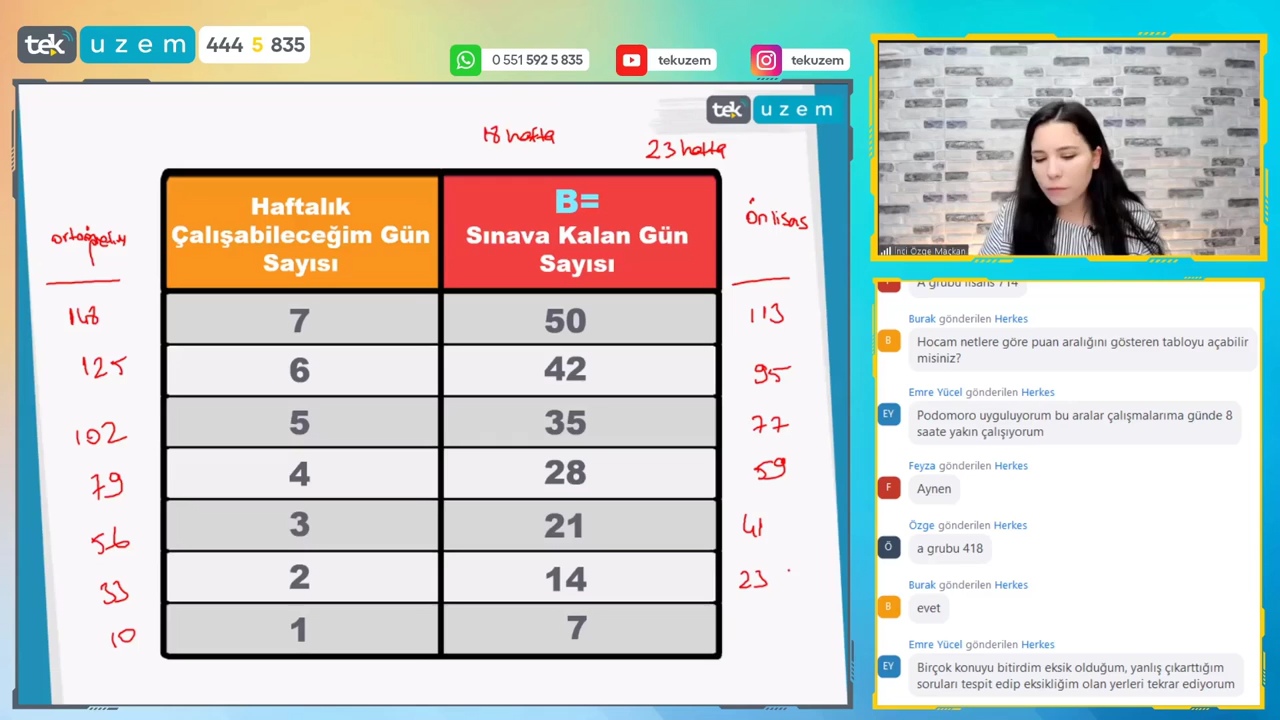 tek uzem 444 5 835
0 551 592 5 835 tekuzem tekuzem
tek uzem
18 hafta
23 hafta
Haftalık
Çalışabileceğim Gün
Sayısı
B=
Sınava Kalan Gün
Sayısı
Ön lisas
148 7 50 113
125 6 42 95
102 5 35 77
79 4 28 59
56 3 21 41
33 2 14 23
10 1 7
İnci Özge Maçkan
A grubu lisans 714
Burak gönderilen Herkes
B
Hocam netlere göre puan aralığını gösteren tabloyu açabilir
misiniz?
Emre Yücel gönderilen Herkes
EY
Podomoro uyguluyorum bu aralar çalışmalarıma günde 8
saate yakın çalışıyorum
Feyza gönderilen Herkes
F
Aynen
Özge gönderilen Herkes
Ö
a grubu 418
Burak gönderilen Herkes
B
evet
Emre Yücel gönderilen Herkes
EY
Birçok konuyu bitirdim eksik olduğum, yanlış çıkarttığım
soruları tespit edip eksikliğim olan yerleri tekrar ediyorum